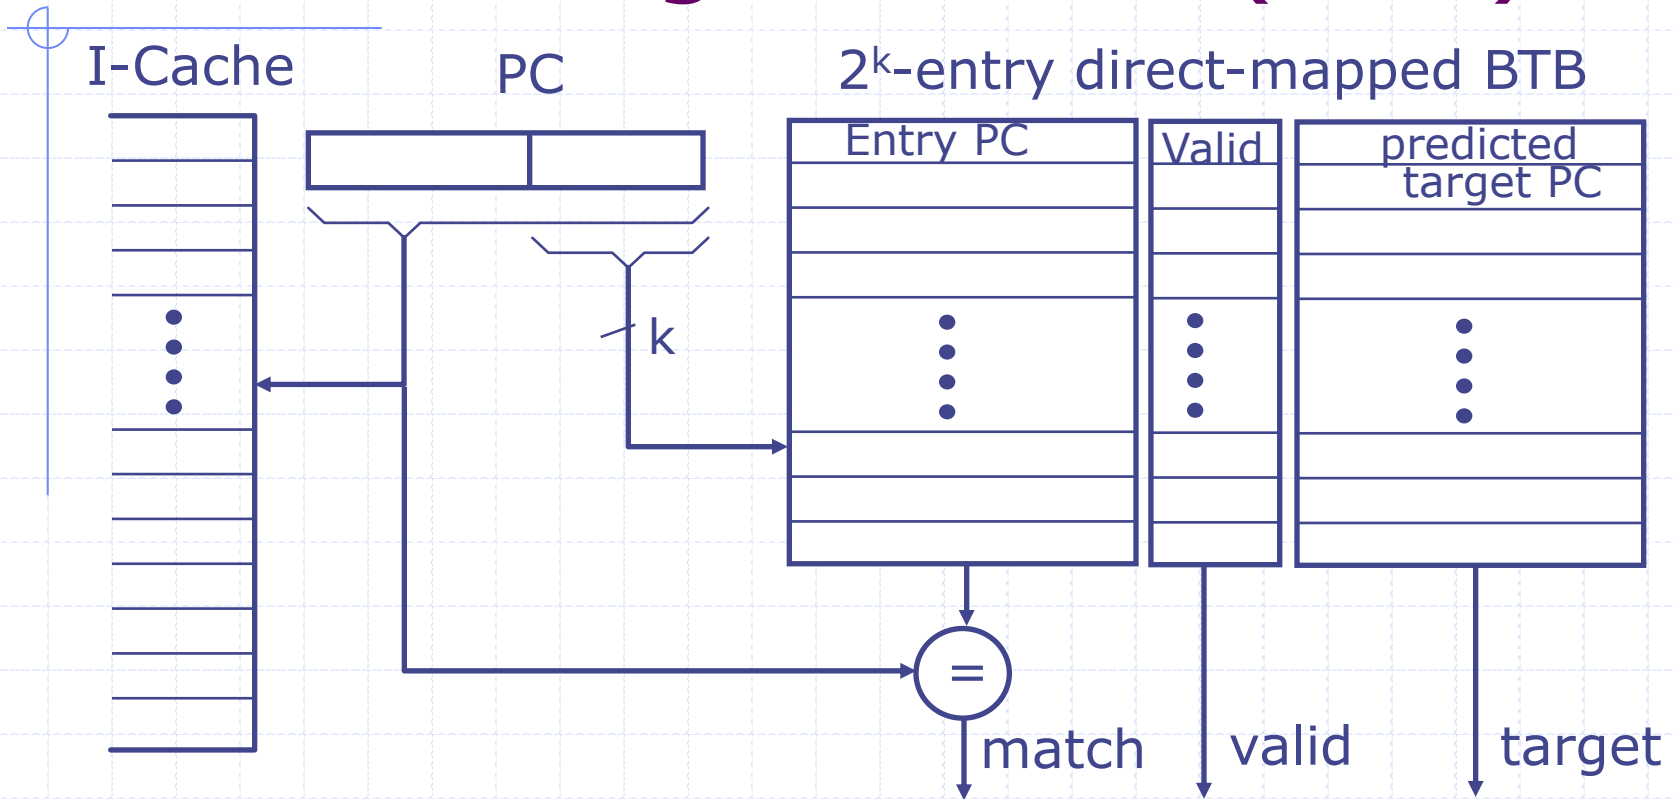 I-Cache
PC
2ᵏ-entry direct-mapped BTB
Entry PC
Valid
predicted
target PC
k
=
match
valid
target